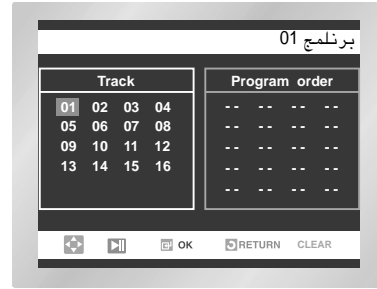 برنلمج 01
Track
Program order
01 02 03 04
05 06 07 08
09 10 11 12
13 14 15 16
-- -- -- --
-- -- -- --
-- -- -- --
-- -- -- --
-- -- -- --
OK RETURN CLEAR